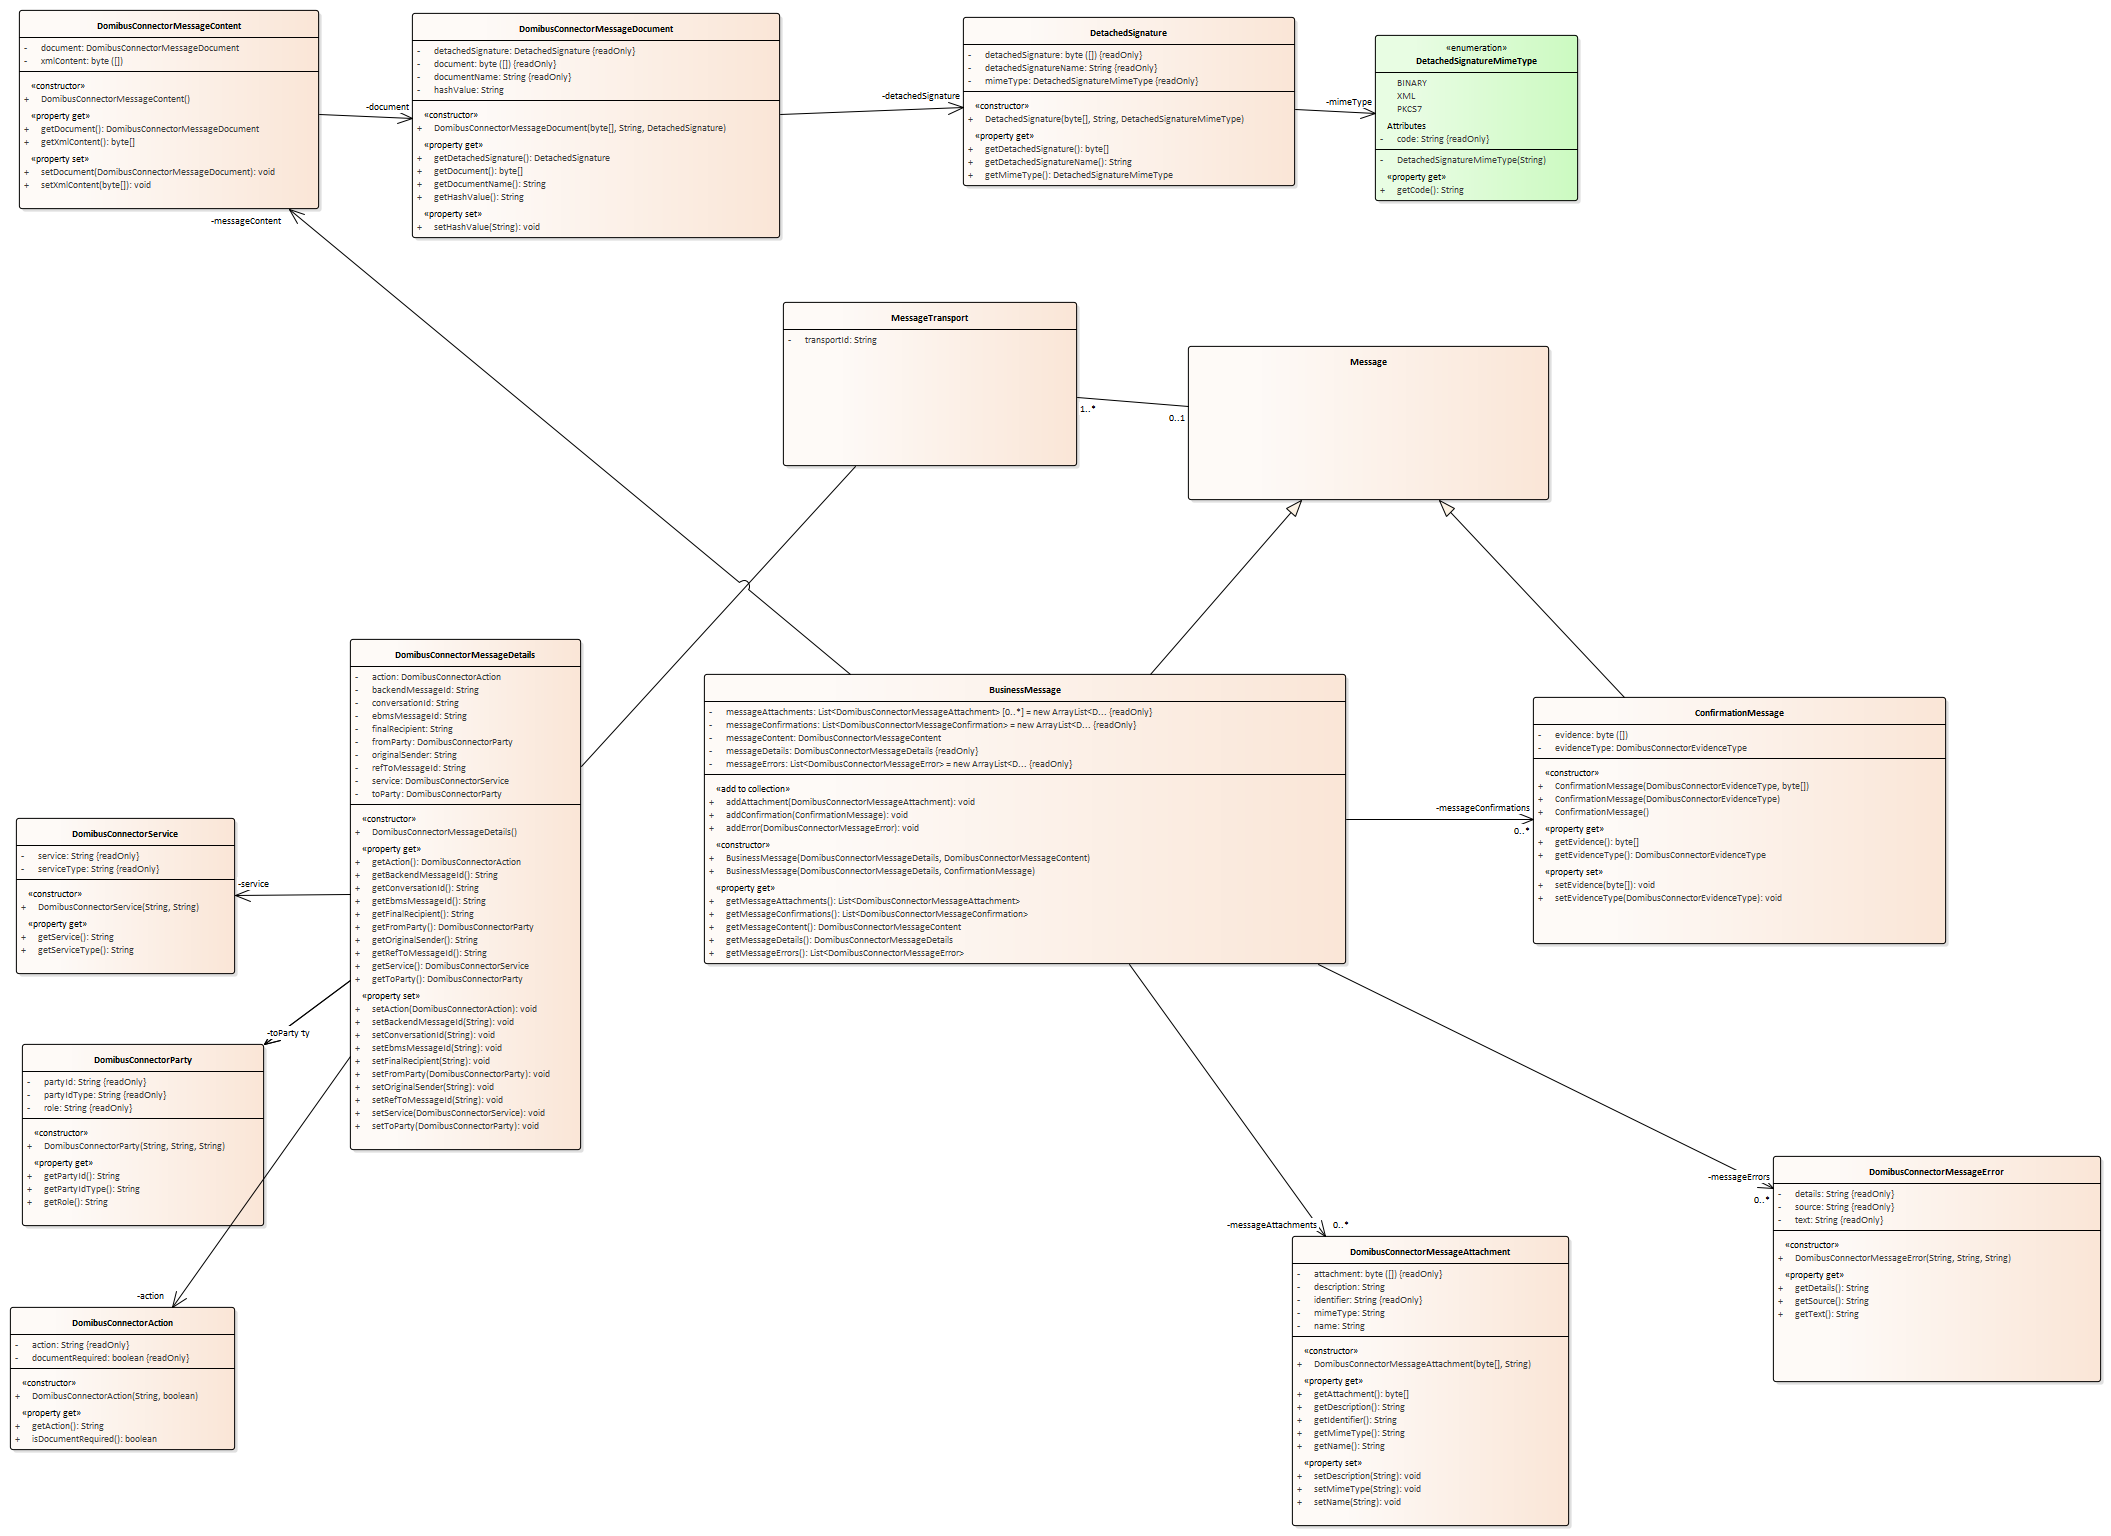 DomibusConnectorMessageContent
- document: DomibusConnectorMessageDocument
- xmlContent: byte ([])
«constructor»
+ DomibusConnectorMessageContent()
«property get»
+ getDocument(): DomibusConnectorMessageDocument
+ getXmlContent(): byte[]
«property set»
+ setDocument(DomibusConnectorMessageDocument): void
+ setXmlContent(byte[]): void
-messageContent
-document
DomibusConnectorMessageDocument
- detachedSignature: DetachedSignature {readOnly}
- document: byte ([]) {readOnly}
- documentName: String {readOnly}
- hashValue: String
«constructor»
+ DomibusConnectorMessageDocument(byte[], String, DetachedSignature)
«property get»
+ getDetachedSignature(): DetachedSignature
+ getDocument(): byte[]
+ getDocumentName(): String
+ getHashValue(): String
«property set»
+ setHashValue(String): void
-detachedSignature
DetachedSignature
- detachedSignature: byte ([]) {readOnly}
- detachedSignatureName: String {readOnly}
- mimeType: DetachedSignatureMimeType {readOnly}
«constructor»
+ DetachedSignature(byte[], String, DetachedSignatureMimeType)
«property get»
+ getDetachedSignature(): byte[]
+ getDetachedSignatureName(): String
+ getMimeType(): DetachedSignatureMimeType
-mimeType
«enumeration»
DetachedSignatureMimeType
BINARY
XML
PKCS7
Attributes
- code: String {readOnly}
- DetachedSignatureMimeType(String)
«property get»
+ getCode(): String
MessageTransport
- transportId: String
1..*
0..1
Message
DomibusConnectorMessageDetails
- action: DomibusConnectorAction
- backendMessageId: String
- conversationId: String
- ebmsMessageId: String
- finalRecipient: String
- fromParty: DomibusConnectorParty
- originalSender: String
- refToMessageId: String
- service: DomibusConnectorService
- toParty: DomibusConnectorParty
«constructor»
+ DomibusConnectorMessageDetails()
«property get»
+ getAction(): DomibusConnectorAction
+ getBackendMessageId(): String
+ getConversationId(): String
+ getEbmsMessageId(): String
+ getFinalRecipient(): String
+ getFromParty(): DomibusConnectorParty
+ getOriginalSender(): String
+ getRefToMessageId(): String
+ getService(): DomibusConnectorService
+ getToParty(): DomibusConnectorParty
«property set»
+ setAction(DomibusConnectorAction): void
+ setBackendMessageId(String): void
+ setConversationId(String): void
+ setEbmsMessageId(String): void
+ setFinalRecipient(String): void
+ setFromParty(DomibusConnectorParty): void
+ setOriginalSender(String): void
+ setRefToMessageId(String): void
+ setService(DomibusConnectorService): void
+ setToParty(DomibusConnectorParty): void
BusinessMessage
- messageAttachments: List<DomibusConnectorMessageAttachment> [0..*] = new ArrayList<D... {readOnly}
- messageConfirmations: List<DomibusConnectorMessageConfirmation> = new ArrayList<D... {readOnly}
- messageContent: DomibusConnectorMessageContent
- messageDetails: DomibusConnectorMessageDetails {readOnly}
- messageErrors: List<DomibusConnectorMessageError> = new ArrayList<D... {readOnly}
«add to collection»
+ addAttachment(DomibusConnectorMessageAttachment): void
+ addConfirmation(ConfirmationMessage): void
+ addError(DomibusConnectorMessageError): void
«constructor»
+ BusinessMessage(DomibusConnectorMessageDetails, DomibusConnectorMessageContent)
+ BusinessMessage(DomibusConnectorMessageDetails, ConfirmationMessage)
«property get»
+ getMessageAttachments(): List<DomibusConnectorMessageAttachment>
+ getMessageConfirmations(): List<DomibusConnectorMessageConfirmation>
+ getMessageContent(): DomibusConnectorMessageContent
+ getMessageDetails(): DomibusConnectorMessageDetails
+ getMessageErrors(): List<DomibusConnectorMessageError>
-messageConfirmations
0..*
ConfirmationMessage
- evidence: byte ([])
- evidenceType: DomibusConnectorEvidenceType
«constructor»
+ ConfirmationMessage(DomibusConnectorEvidenceType, byte[])
+ ConfirmationMessage(DomibusConnectorEvidenceType)
+ ConfirmationMessage()
«property get»
+ getEvidence(): byte[]
+ getEvidenceType(): DomibusConnectorEvidenceType
«property set»
+ setEvidence(byte[]): void
+ setEvidenceType(DomibusConnectorEvidenceType): void
DomibusConnectorService
- service: String {readOnly}
- serviceType: String {readOnly}
«constructor»
+ DomibusConnectorService(String, String)
«property get»
+ getService(): String
+ getServiceType(): String
-service
-toParty ty
DomibusConnectorParty
- partyId: String {readOnly}
- partyIdType: String {readOnly}
- role: String {readOnly}
«constructor»
+ DomibusConnectorParty(String, String, String)
«property get»
+ getPartyId(): String
+ getPartyIdType(): String
+ getRole(): String
-action
DomibusConnectorAction
- action: String {readOnly}
- documentRequired: boolean {readOnly}
«constructor»
+ DomibusConnectorAction(String, boolean)
«property get»
+ getAction(): String
+ isDocumentRequired(): boolean
-messageAttachments
0..*
DomibusConnectorMessageAttachment
- attachment: byte ([]) {readOnly}
- description: String
- identifier: String {readOnly}
- mimeType: String
- name: String
«constructor»
+ DomibusConnectorMessageAttachment(byte[], String)
«property get»
+ getAttachment(): byte[]
+ getDescription(): String
+ getIdentifier(): String
+ getMimeType(): String
+ getName(): String
«property set»
+ setDescription(String): void
+ setMimeType(String): void
+ setName(String): void
-messageErrors
0..*
DomibusConnectorMessageError
- details: String {readOnly}
- source: String {readOnly}
- text: String {readOnly}
«constructor»
+ DomibusConnectorMessageError(String, String, String)
«property get»
+ getDetails(): String
+ getSource(): String
+ getText(): String